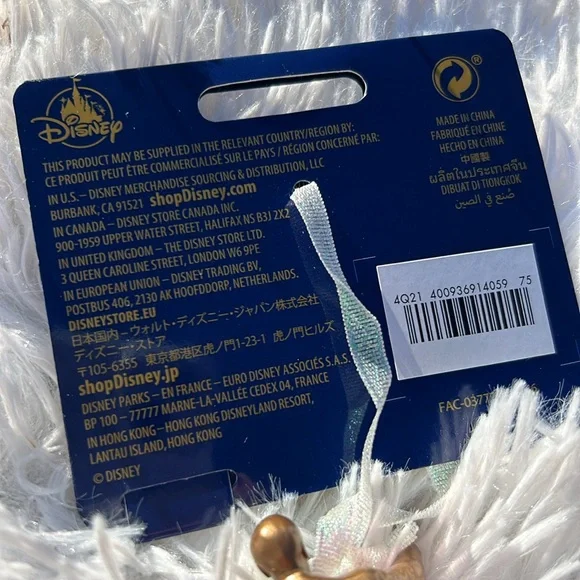 Disney
THIS PRODUCT MAY BE SUPPLIED IN THE RELEVANT COUNTRY/REGION BY:
CE PRODUIT PEUT ÊTRE COMMERCIALISÉ SUR LE PAYS / RÉGION CONCERNÉ PAR:
IN U.S. – DISNEY MERCHANDISE SOURCING & DISTRIBUTION, LLC
BURBANK, CA 91521 shopDisney.com
IN CANADA – DISNEY STORE CANADA INC.
900-1959 UPPER WATER STREET, HALIFAX NS B3J 2X2
IN UNITED KINGDOM – THE DISNEY STORE LTD.
3 QUEEN CAROLINE STREET, LONDON W6 9PE
IN EUROPEAN UNION – DISNEY TRADING BV,
POSTBUS 406, 2130 AK HOOFDDORP, NETHERLANDS.
DISNEYSTORE.EU
日本国内・ウォルト・ディズニー・ジャパン株式会社
ディズニー・ストア
〒105-6355 東京都港区虎ノ門1-23-1 虎ノ門ヒルズ
shopDisney.jp
DISNEY PARKS – EN FRANCE – EURO DISNEY ASSOCIÉS S.A.S.
BP 100 – 77777 MARNE-LA-VALLÉE CEDEX 04, FRANCE
IN HONG KONG – HONG KONG DISNEYLAND RESORT,
LANTAU ISLAND, HONG KONG
© DISNEY
®
MADE IN CHINA
FABRIQUÉ EN CHINE
HECHO EN CHINA
中國製
ผลิตในประเทศจีน
DIBUAT DI TIONGKOK
صُنع في الصين
4Q21 400936914059 75